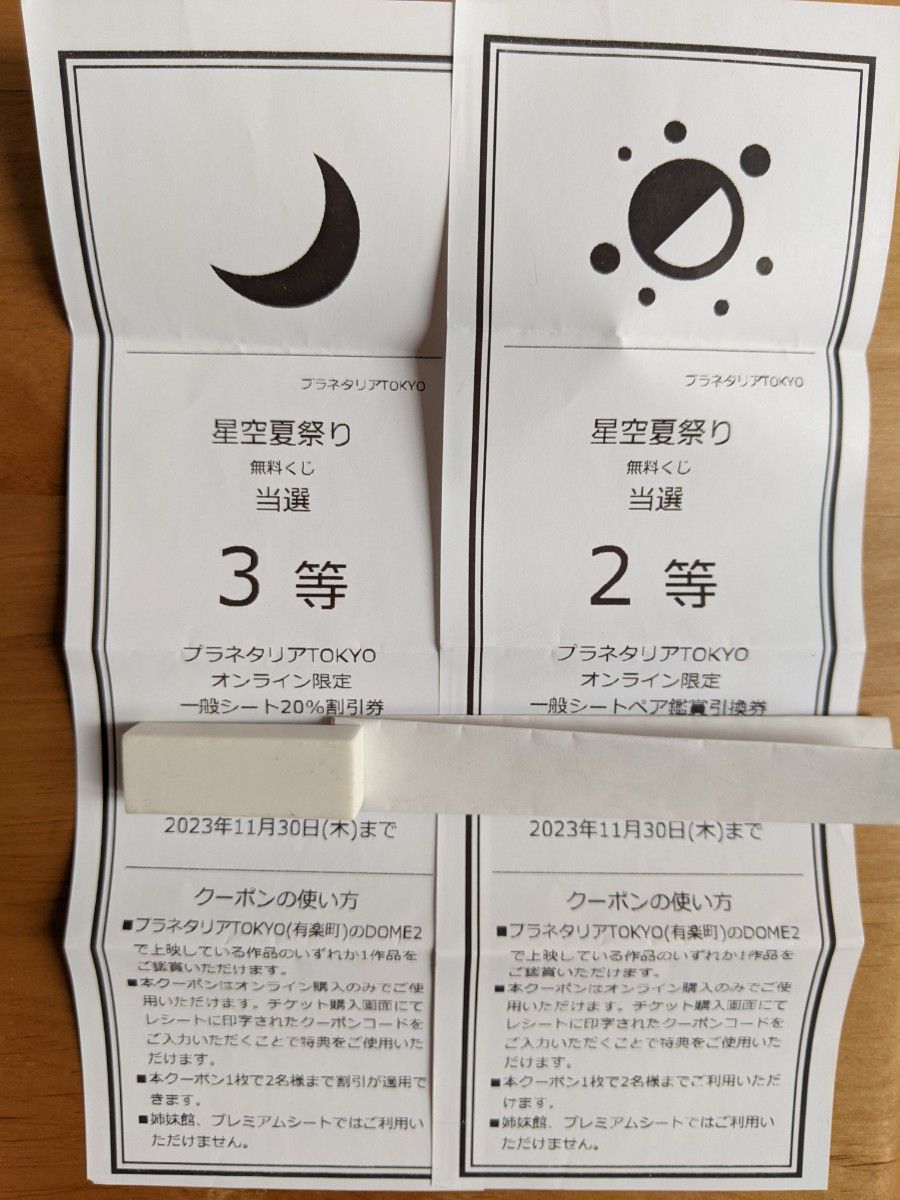 プラネタリアTOKYO
星空夏祭り
無料くじ
当選
3 等
プラネタリアTOKYO
オンライン限定
一般シート20%割引券
2023年11月30日(木)まで
クーポンの使い方
■プラネタリアTOKYO(有楽町)のDOME2
で上映している作品のいずれか1作品を
ご鑑賞いただけます。
■本クーポンはオンライン購入のみでご使
用いただけます。チケット購入画面にて
レシートに印字されたクーポンコードを
ご入力いただくことで特典をご使用いた
だけます。
■本クーポン1枚で2名様まで割引が適用で
きます。
■姉妹館、プレミアムシートではご利用い
ただけません。
プラネタリアTOKYO
星空夏祭り
無料くじ
当選
2 等
プラネタリアTOKYO
オンライン限定
一般シートペア鑑賞引換券
2023年11月30日(木)まで
クーポンの使い方
■プラネタリアTOKYO(有楽町)のDOME2
で上映している作品のいずれか1作品を
ご鑑賞いただけます。
■本クーポンはオンライン購入のみでご使
用いただけます。チケット購入画面にて
レシートに印字されたクーポンコードを
ご入力いただくことで特典をご使用いた
だけます。
■本クーポン1枚で2名様までご利用いただ
けます。
■姉妹館、プレミアムシートではご利用い
ただけません。